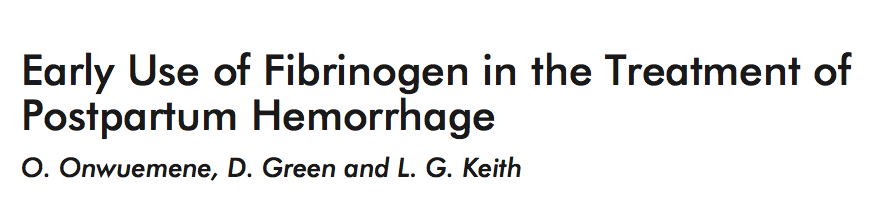 Early Use of Fibrinogen in the Treatment of
Postpartum Hemorrhage
O. Onwuemene, D. Green and L. G. Keith